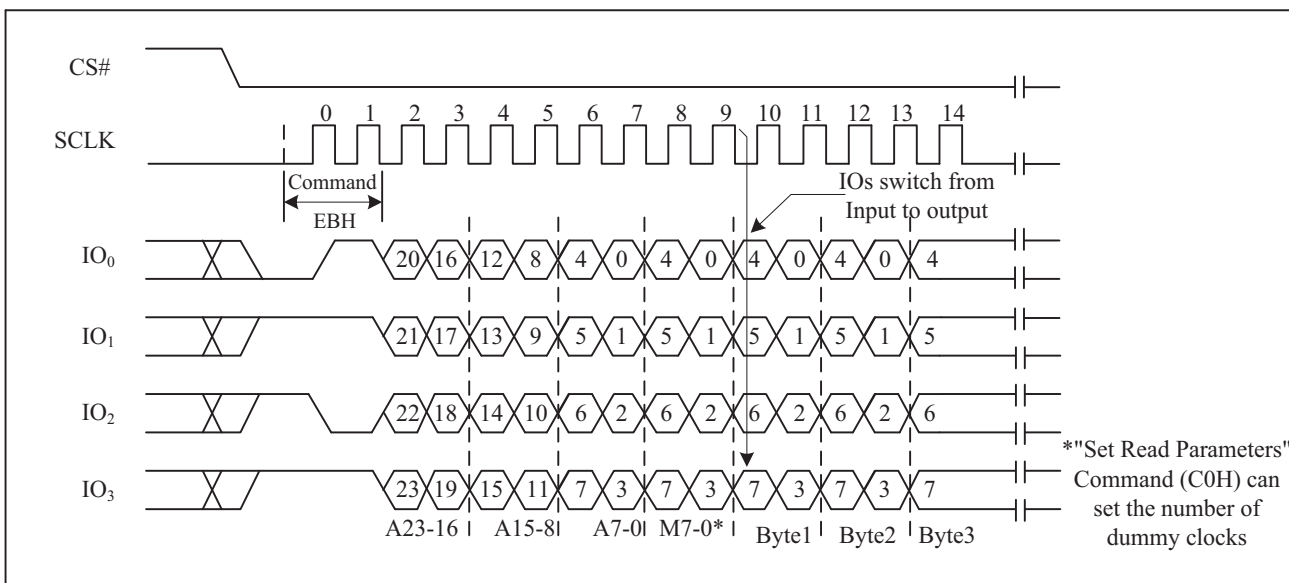 CS#
0 1 2 3 4 5 6 7 8 9 10 11 12 13 14
SCLK
Command
EBH
IOs switch from
Input to output
IO0 20 16 12 8 4 0 4 0 4 0 4 0 4
IO1 21 17 13 9 5 1 5 1 5 1 5 1 5
IO2 22 18 14 10 6 2 6 2 6 2 6 2 6
IO3 23 19 15 11 7 3 7 3 7 3 7 3 7
A23-16 A15-8 A7-0 M7-0* Byte1 Byte2 Byte3
*"Set Read Parameters"
Command (C0H) can
set the number of
dummy clocks